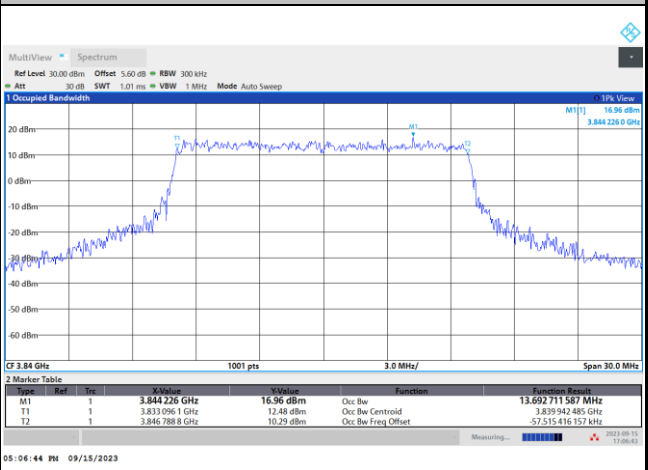 MultiView Spectrum
Ref Level 30.00 dBm Offset 5.60 dB RBW 300 kHz
Att 30 dB SWT 1.01 ms VBW 1 MHz Mode Auto Sweep
1 Occupied Bandwidth 1Pk View
M1[1] 16.96 dBm
3.844 226 0 GHz
M1
T1
T2
20 dBm
10 dBm
0 dBm
-10 dBm
-20 dBm
-30 dBm
-40 dBm
-50 dBm
-60 dBm
CF 3.84 GHz 1001 pts 3.0 MHz/ Span 30.0 MHz
2 Marker Table
Type Ref Trc X-Value Y-Value Function Function Result
M1 1 3.844 226 GHz 16.96 dBm Occ Bw 13.692 711 587 MHz
T1 1 3.833 096 1 GHz 12.48 dBm Occ Bw Centroid 3.839 942 485 GHz
T2 1 3.846 788 8 GHz 10.29 dBm Occ Bw Freq Offset -57.515 416 157 kHz
Measuring... 2023-09-15
17:06:43
05:06:44 PM 09/15/2023